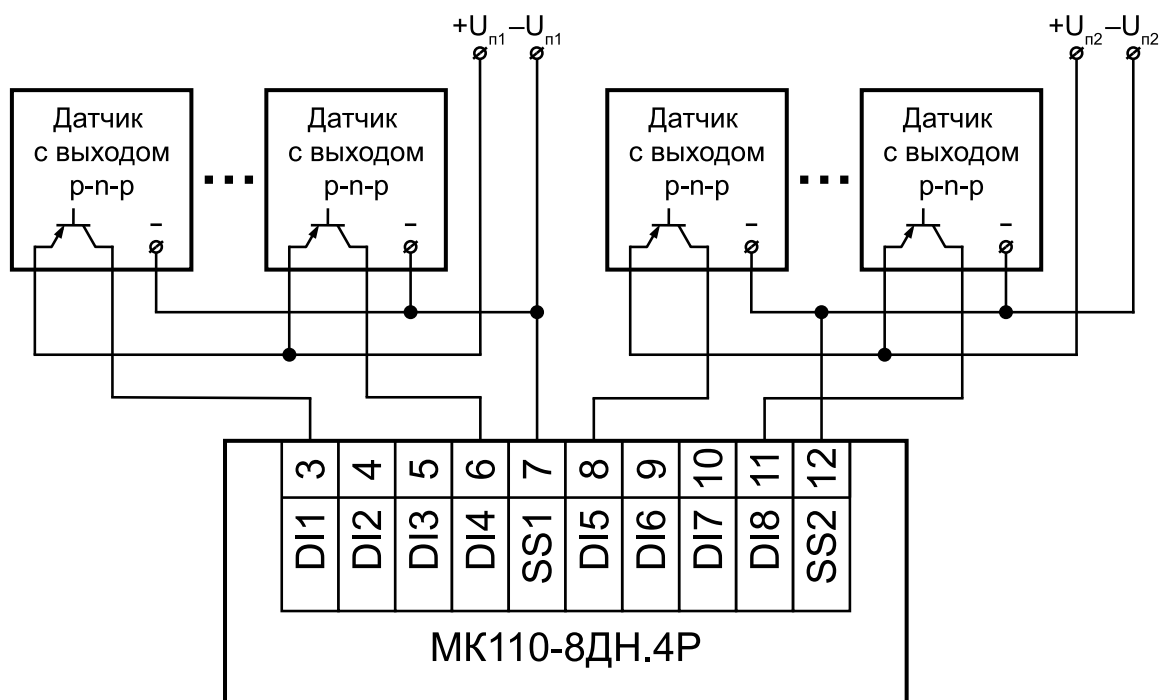 +Uп1 –Uп1
+Uп2 –Uп2
Датчик
с выходом
p-n-p
–
Датчик
с выходом
p-n-p
–
Датчик
с выходом
p-n-p
–
Датчик
с выходом
p-n-p
–
3 4 5 6 7 8 9 10 11 12
DI1 DI2 DI3 DI4 SS1 DI5 DI6 DI7 DI8 SS2
МК110-8ДН.4Р